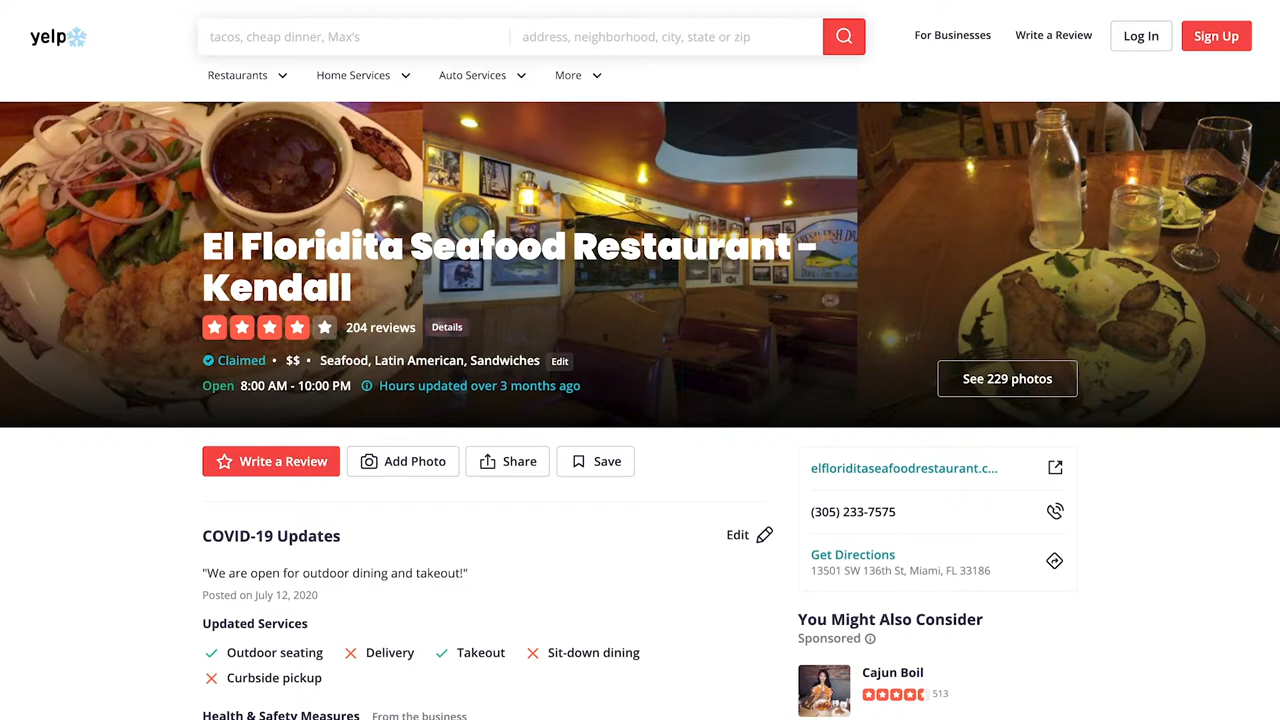 yelp
tacos, cheap dinner, Max's
address, neighborhood, city, state or zip
For Businesses
Write a Review
Log In
Sign Up
Restaurants
Home Services
Auto Services
More
El Floridita Seafood Restaurant -
Kendall
204 reviews
Details
Claimed • $$ • Seafood, Latin American, Sandwiches Edit
Open 8:00 AM - 10:00 PM Hours updated over 3 months ago
See 229 photos
Write a Review
Add Photo
Share
Save
COVID-19 Updates
Edit
"We are open for outdoor dining and takeout!"
Posted on July 12, 2020
Updated Services
Outdoor seating
Delivery
Takeout
Sit-down dining
Curbside pickup
Health & Safety Measures From the business
elfloriditaseafoodrestaurant.c...
(305) 233-7575
Get Directions
13501 SW 136th St, Miami, FL 33186
You Might Also Consider
Sponsored
Cajun Boil
513